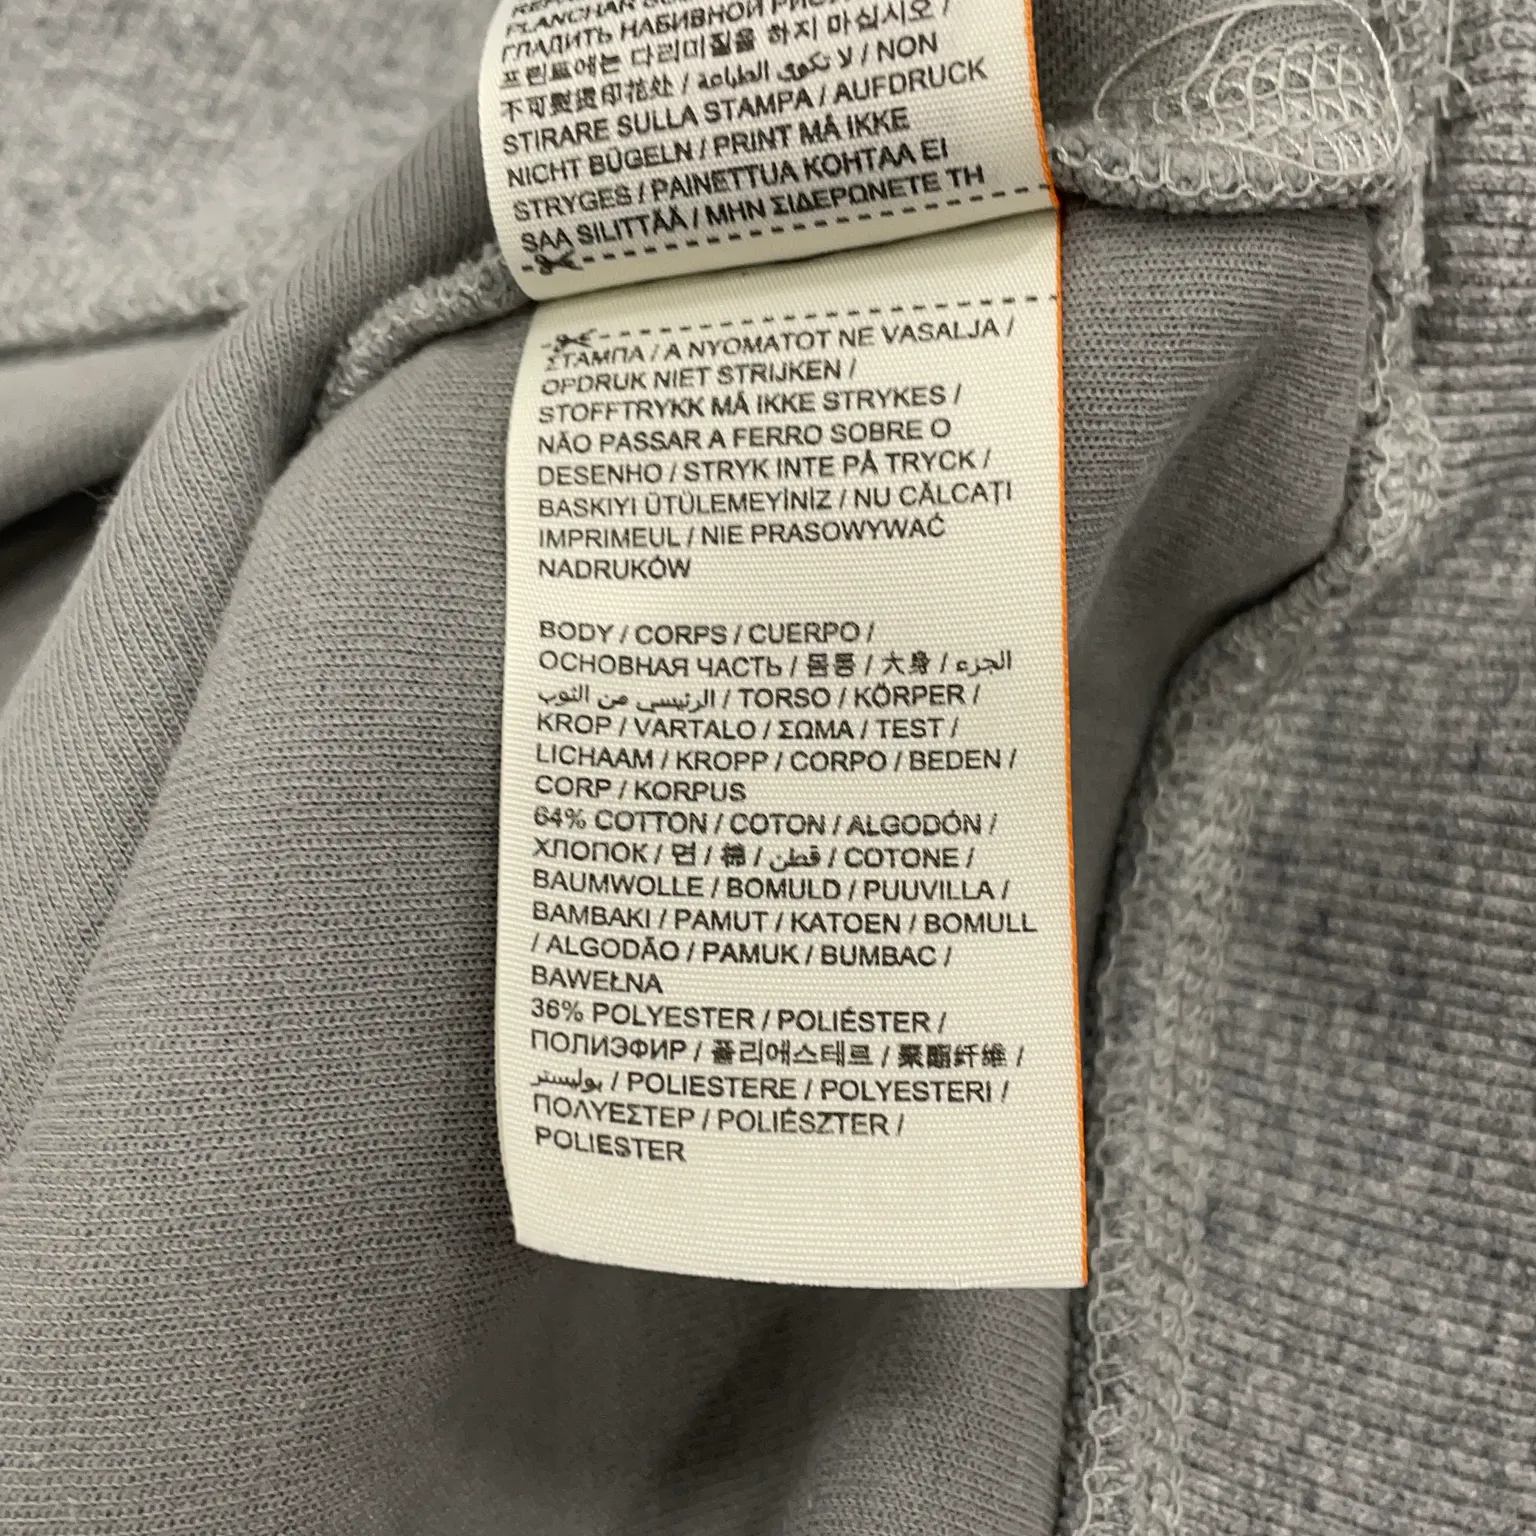 PLANCHAR
ГЛАДИТЬ НАБИВНОЙ
프린트에는 다리미질을 하지 마십시오 /
不可熨烫印花处 / لا تكوى الطباعة / NON
STIRARE SULLA STAMPA / AUFDRUCK
NICHT BÜGELN / PRINT MÅ IKKE
STRYGES / PAINETTUA KOHTAA EI
SAA SILITTÄÄ / ΜΗΝ ΣΙΔΕΡΩΝΕΤΕ ΤΗ
ΣΤΑΜΠΑ / A NYOMATOT NE VASALJA /
OPDRUK NIET STRIJKEN /
STOFFTRYKK MÅ IKKE STRYKES /
NÃO PASSAR A FERRO SOBRE O
DESENHO / STRYK INTE PÅ TRYCK /
BASKIYI ÜTÜLEMEYİNİZ / NU CĂLCAȚI
IMPRIMEUL / NIE PRASOWYWAĆ
NADRUKÓW
BODY / CORPS / CUERPO /
ОСНОВНАЯ ЧАСТЬ / 몸통 / 大身 / الجزء
الرئيسي من الثوب / TORSO / KÖRPER /
KROP / VARTALO / ΣΩΜΑ / TEST /
LICHAAM / KROPP / CORPO / BEDEN /
CORP / KORPUS
64% COTTON / COTON / ALGODÓN /
ХЛОПОК / 면 / 棉 / قطن / COTONE /
BAUMWOLLE / BOMULD / PUUVILLA /
BAMBAKI / PAMUT / KATOEN / BOMULL
/ ALGODÃO / PAMUK / BUMBAC /
BAWEŁNA
36% POLYESTER / POLIÉSTER /
ПОЛИЭФИР / 폴리에스테르 / 聚酯纤维 /
بوليستر / POLIESTERE / POLYESTERI /
ΠΟΛΥΕΣΤΕΡ / POLIÉSZTER /
POLIESTER